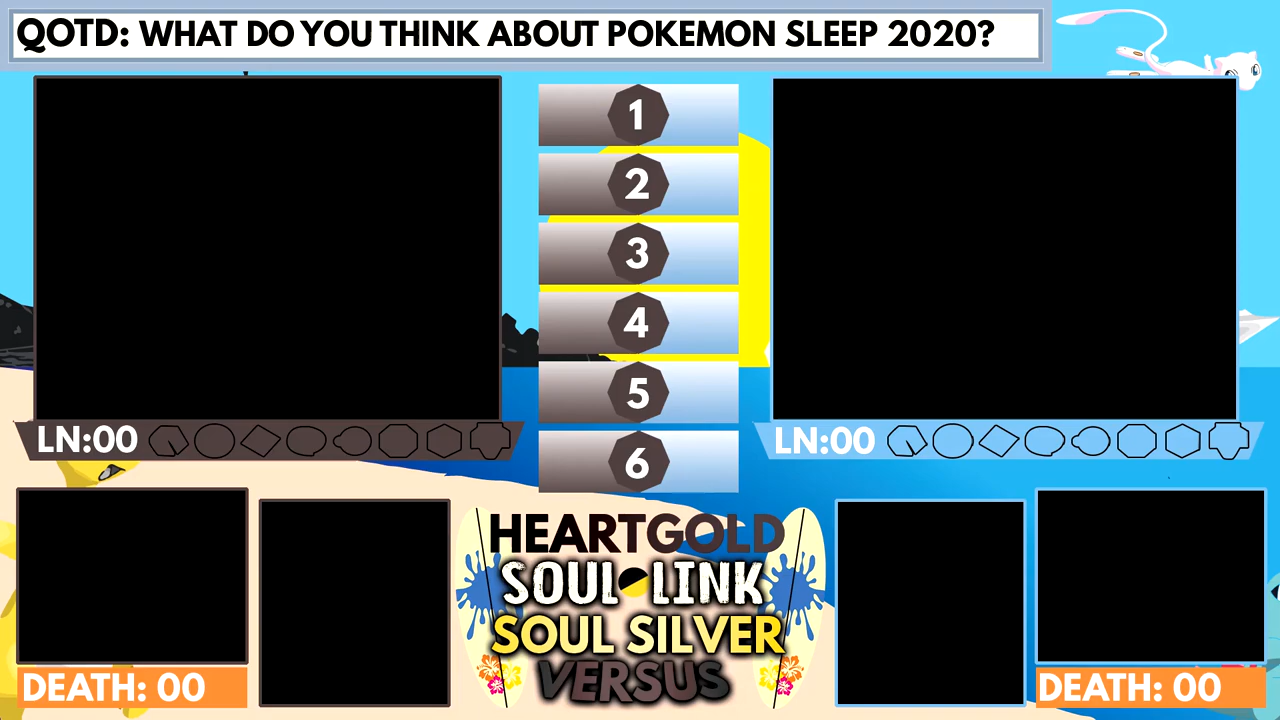 QOTD: WHAT DO YOU THINK ABOUT POKEMON SLEEP 2020?
1
2
3
4
5
6
LN:00
LN:00
HEARTGOLD
SOUL LINK
SOUL SILVER
VERSUS
DEATH: 00
DEATH: 00